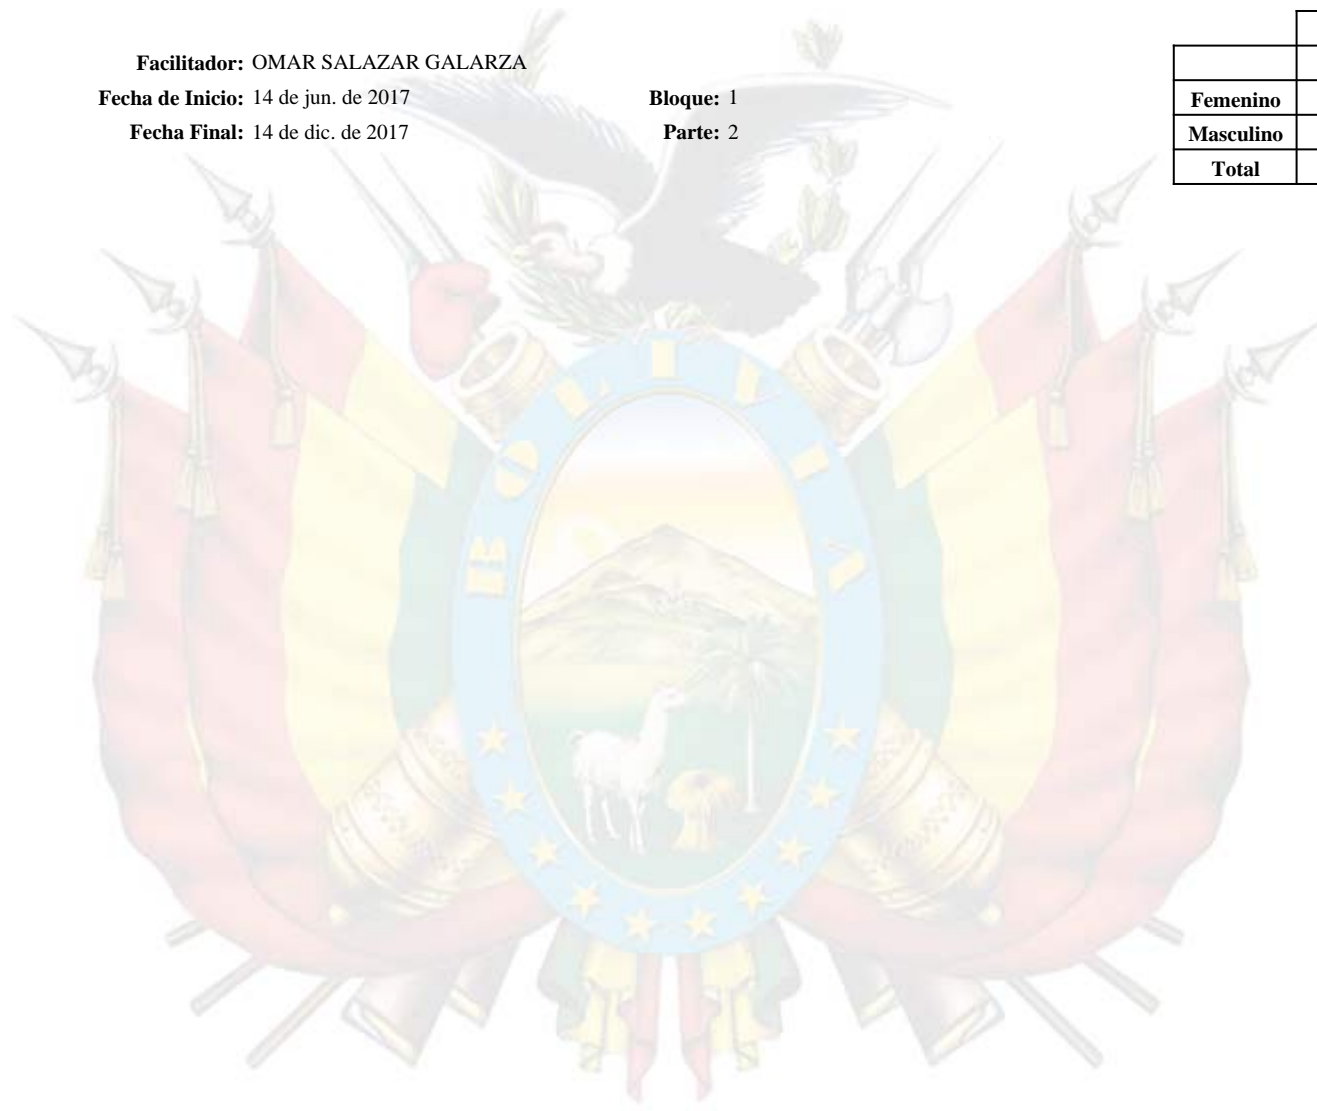 Facilitador: OMAR SALAZAR GALARZA
Fecha de Inicio: 14 de jun. de 2017 Bloque: 1
Fecha Final: 14 de dic. de 2017 Parte: 2
Femenino
Masculino
Total
BOLIVIA